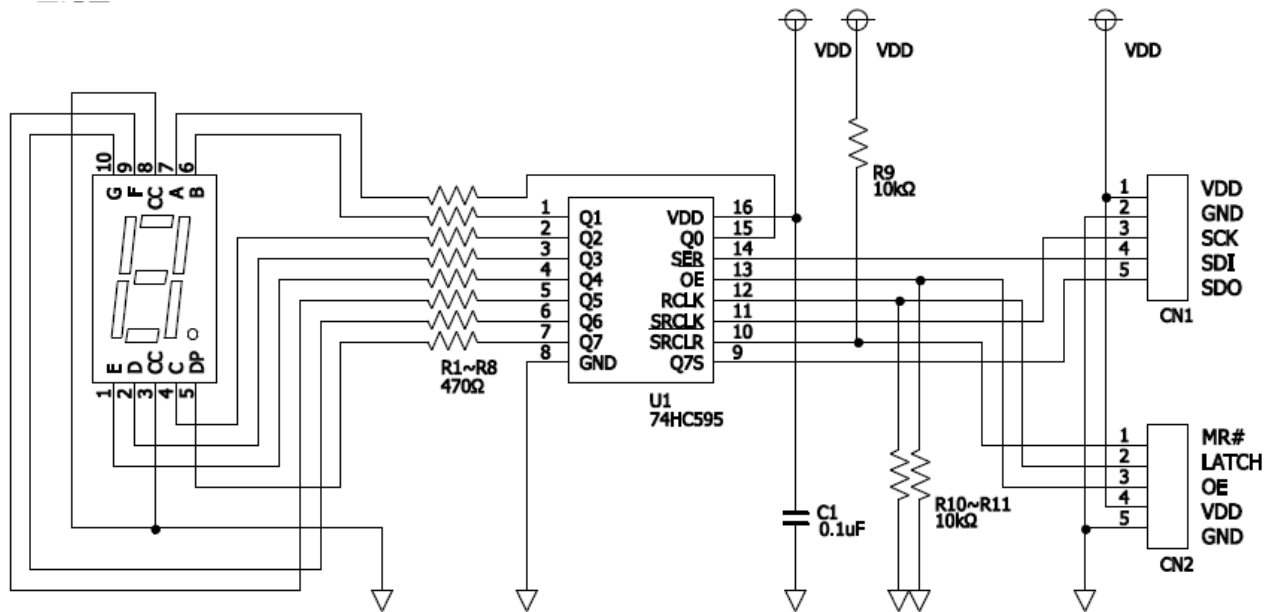 VDD
VDD
VDD
10 9 8 7 6
G F CC A B
E D CC C DP
1 2 3 4 5
R1~R8
470Ω
R9
10kΩ
1 Q1 VDD 16
2 Q2 Q0 15
3 Q3 SER 14
4 Q4 OE 13
5 Q5 RCLK 12
6 Q6 SRCLK 11
7 Q7 SRCLR 10
8 GND Q7S 9
U1
74HC595
C1
0.1uF
R10~R11
10kΩ
1 VDD
2 GND
3 SCK
4 SDI
5 SDO
CN1
1 MR#
2 LATCH
3 OE
4 VDD
5 GND
CN2